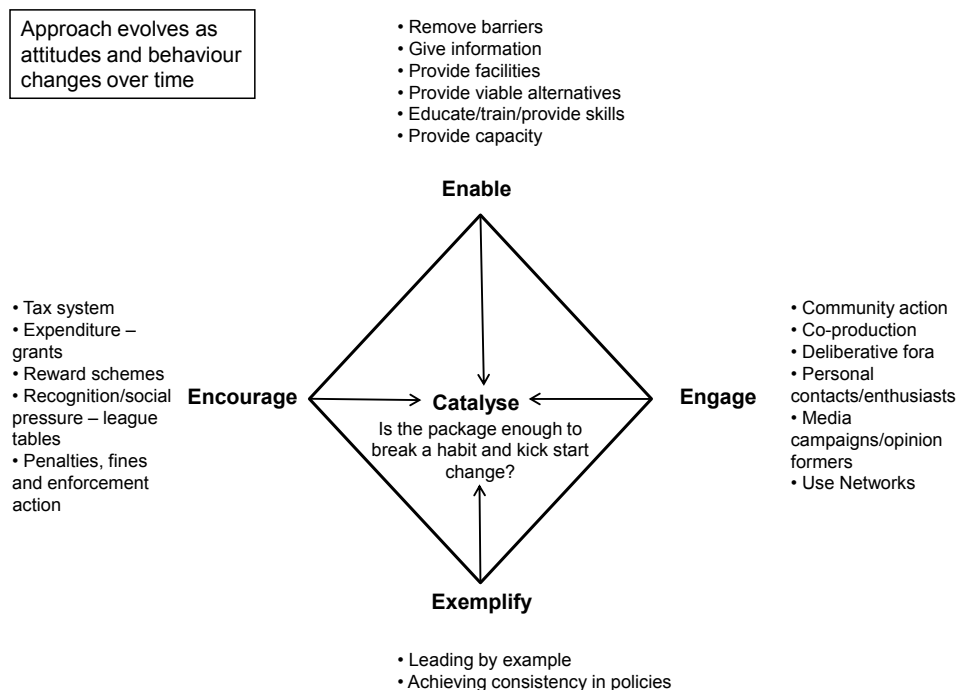 Approach evolves as
attitudes and behaviour
changes over time
• Remove barriers
• Give information
• Provide facilities
• Provide viable alternatives
• Educate/train/provide skills
• Provide capacity
Enable
• Tax system
• Expenditure –
grants
• Reward schemes
• Recognition/social
pressure – league
tables
• Penalties, fines
and enforcement
action
Encourage
Catalyse
Is the package enough to
break a habit and kick start
change?
Engage
• Community action
• Co-production
• Deliberative fora
• Personal
contacts/enthusiasts
• Media
campaigns/opinion
formers
• Use Networks
Exemplify
• Leading by example
• Achieving consistency in policies